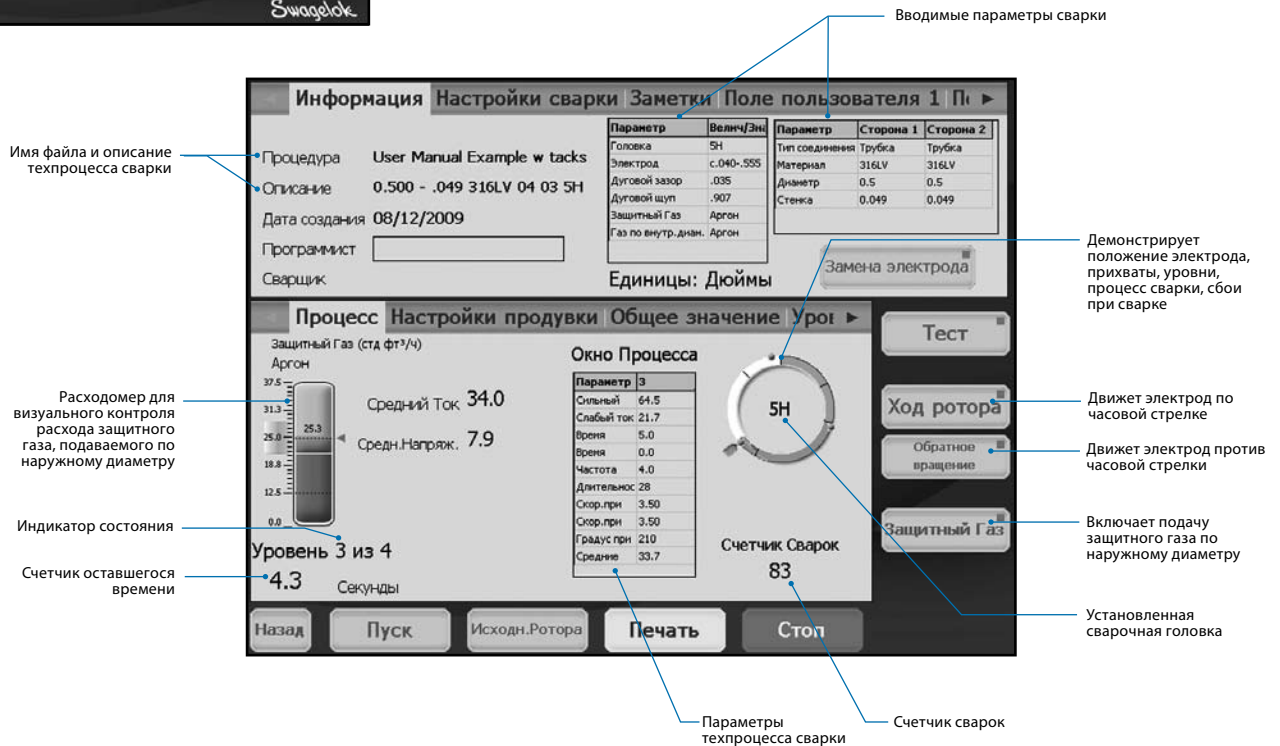 Swagelok
Вводимые параметры сварки
Информация Настройки сварки Заметки Поле пользователя 1
Имя файла и описание
техпроцесса сварки
Процедура User Manual Example w tacks
Описание 0.500 - .049 316LV 04 03 5H
Дата создания 08/12/2009
Программист
Сварщик
Параметр Велич/Зна
Головка 5H
Электрод c.040-.555
Дуговой зазор .035
Дуговой щуп .907
Защитный Газ Аргон
Газ по внутр.диан. Аргон
Параметр Сторона 1 Сторона 2
Тип соединения Трубка Трубка
Материал 316LV 316LV
Диаметр 0.5 0.5
Стенка 0.049 0.049
Единицы: Дюймы
Замена электрода
Демонстрирует
положение электрода,
прихваты, уровни,
процесс сварки, сбои
при сварке
Процесс Настройки продувки Общее значение Уров
Тест
Защитный Газ (стд фт³/ч)
Аргон
37.5
31.3
25.0
18.8
12.5
0.0
25.3
Средний Ток 34.0
Средн.Напряж. 7.9
Окно Процесса
Параметр 3
Сильный 64.5
Слабый ток 21.7
Время 5.0
Время 0.0
Частота 4.0
Длительнос 28
Скор.при 3.50
Скор.при 3.50
Градус при 210
Средние 33.7
5H
Расходомер для
визуального контроля
расхода защитного
газа, подаваемого по
наружному диаметру
Ход ротора
Движет электрод по
часовой стрелке
Обратное
вращение
Движет электрод против
часовой стрелки
Защитный Газ
Включает подачу
защитного газа по
наружному диаметру
Индикатор состояния
Уровень 3 из 4
Счетчик оставшегося
времени
4.3 Секунды
Счетчик Сварок
83
Установленная
сварочная головка
Назад Пуск Исходн.Ротора Печать Стоп
Параметры
техпроцесса сварки
Счетчик сварок